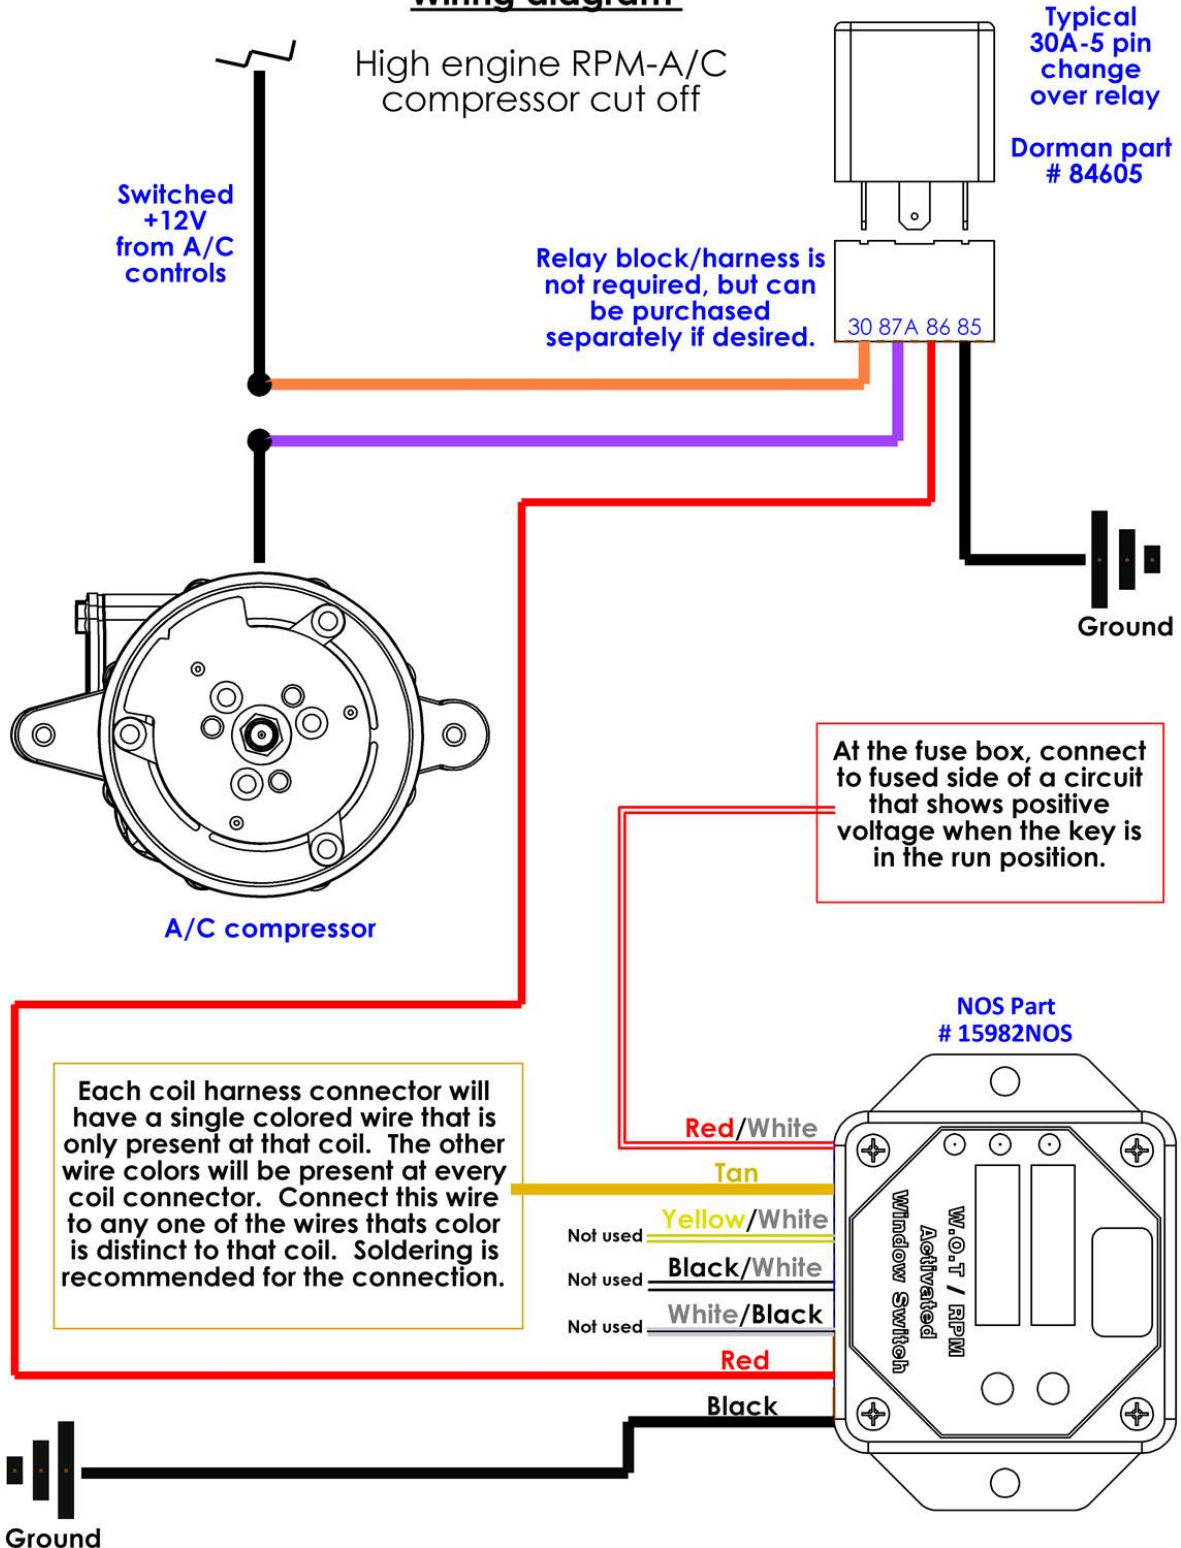 Wiring diagram
High engine RPM-A/C
compressor cut off
Typical
30A-5 pin
change
over relay
Dorman part
# 84605
Switched
+12V
from A/C
controls
Relay block/harness is
not required, but can
be purchased
separately if desired.
30 87A 86 85
Ground
At the fuse box, connect
to fused side of a circuit
that shows positive
voltage when the key is
in the run position.
A/C compressor
NOS Part
# 15982NOS
Each coil harness connector will
have a single colored wire that is
only present at that coil. The other
wire colors will be present at every
coil connector. Connect this wire
to any one of the wires thats color
is distinct to that coil. Soldering is
recommended for the connection.
Red/White
Tan
Yellow/White
Not used
Black/White
Not used
White/Black
Not used
Red
Black
W.O.T / RPM
Activated
Window Switch
Ground